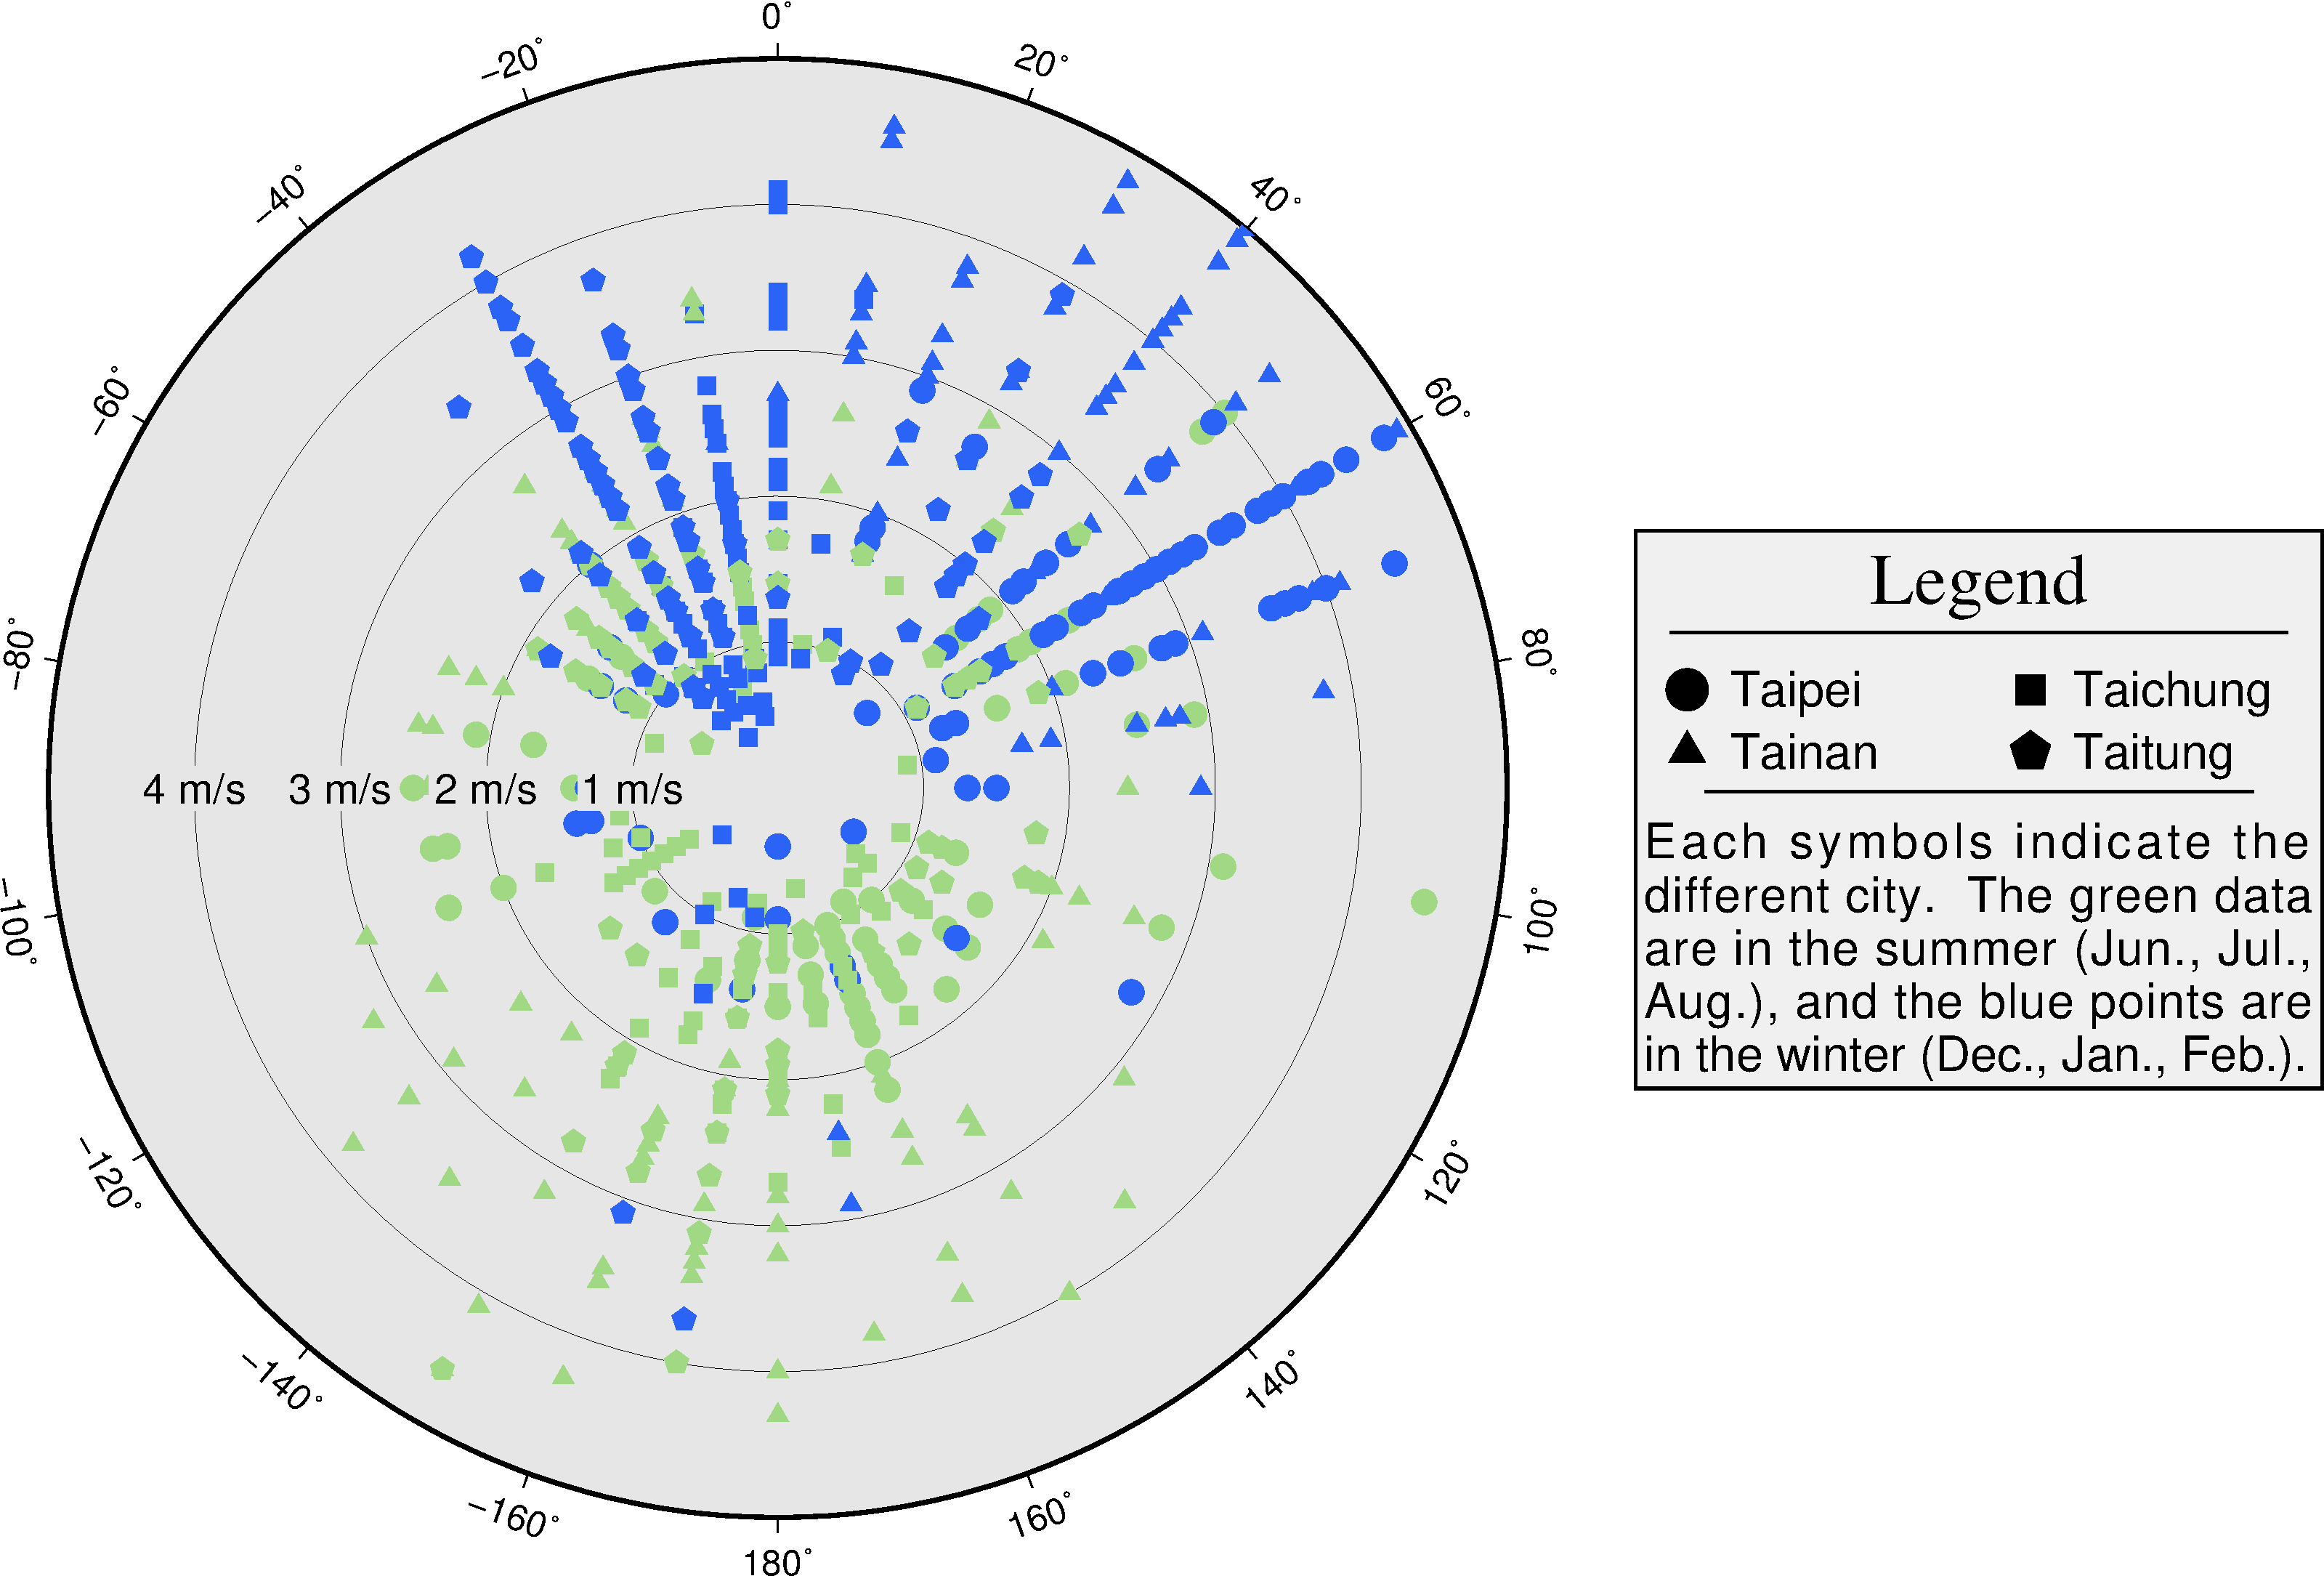 0°
−20°
20°
−40°
40°
−60°
60°
−80°
80°
4 m/s 3 m/s 2 m/s 1 m/s
−100°
100°
−120°
120°
−140°
140°
−160°
160°
180°
Legend
Taipei Taichung
Tainan Taitung
Each symbols indicate the
different city. The green data
are in the summer (Jun., Jul.,
Aug.), and the blue points are
in the winter (Dec., Jan., Feb.).